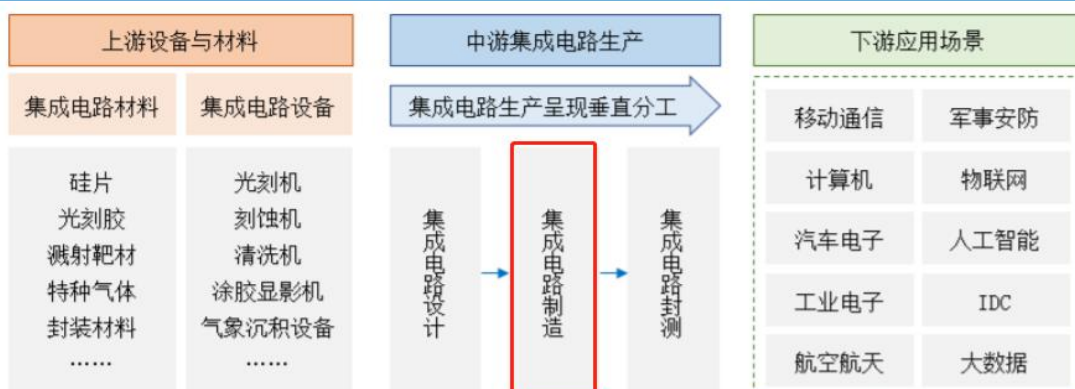 上游设备与材料
集成电路材料
集成电路设备
硅片
光刻胶
溅射靶材
特种气体
封装材料
……
光刻机
刻蚀机
清洗机
涂胶显影机
气象沉积设备
……
中游集成电路生产
集成电路生产呈现垂直分工
集成电路设计
集成电路制造
集成电路封测
下游应用场景
移动通信
军事安防
计算机
物联网
汽车电子
人工智能
工业电子
IDC
航空航天
大数据